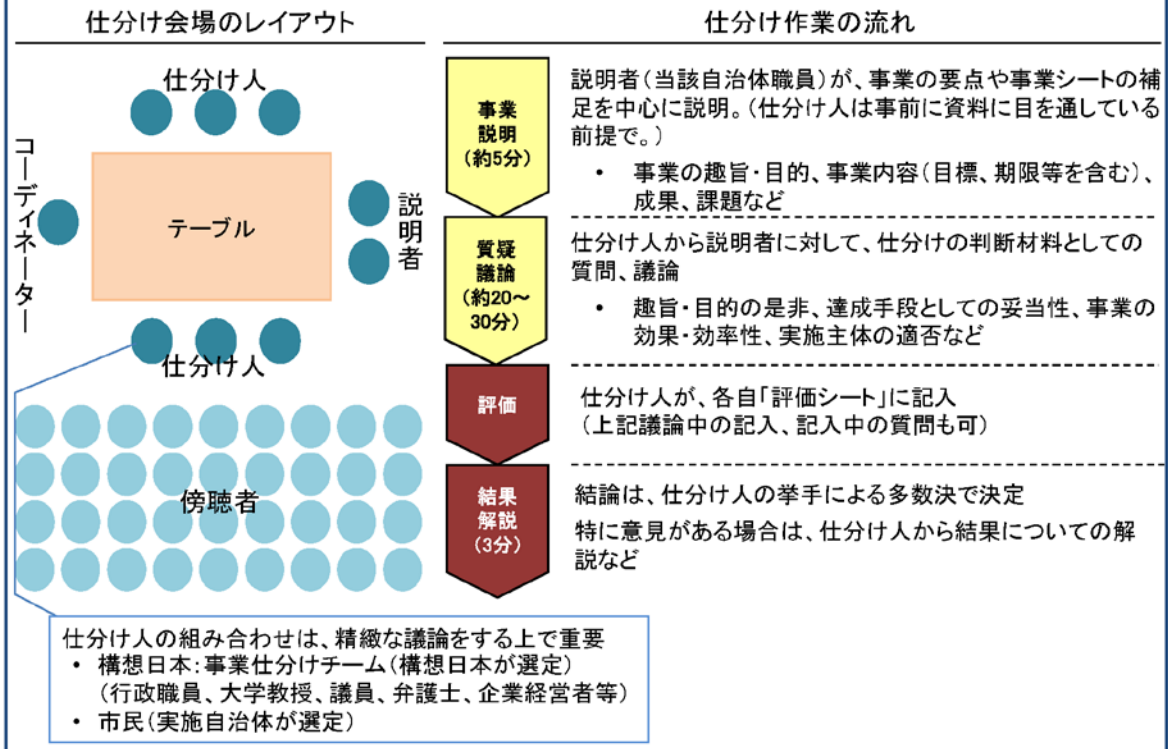 仕分け会場のレイアウト
仕分け人
コーディネーター
テーブル
説明者
仕分け人
傍聴者
仕分け人の組み合わせは、精緻な議論をする上で重要
• 構想日本：事業仕分けチーム（構想日本が選定）
（行政職員、大学教授、議員、弁護士、企業経営者等）
• 市民（実施自治体が選定）
仕分け作業の流れ
事業
説明
（約5分）
説明者（当該自治体職員）が、事業の要点や事業シートの補
足を中心に説明。（仕分け人は事前に資料に目を通している
前提で。）
• 事業の趣旨・目的、事業内容（目標、期限等を含む）、
成果、課題など
質疑
議論
（約20～
30分）
仕分け人から説明者に対して、仕分けの判断材料としての
質問、議論
• 趣旨・目的の是非、達成手段としての妥当性、事業の
効果・効率性、実施主体の適否など
評価
仕分け人が、各自「評価シート」に記入
（上記議論中の記入、記入中の質問も可）
結果
解説
（3分）
結論は、仕分け人の挙手による多数決で決定
特に意見がある場合は、仕分け人から結果についての解
説など